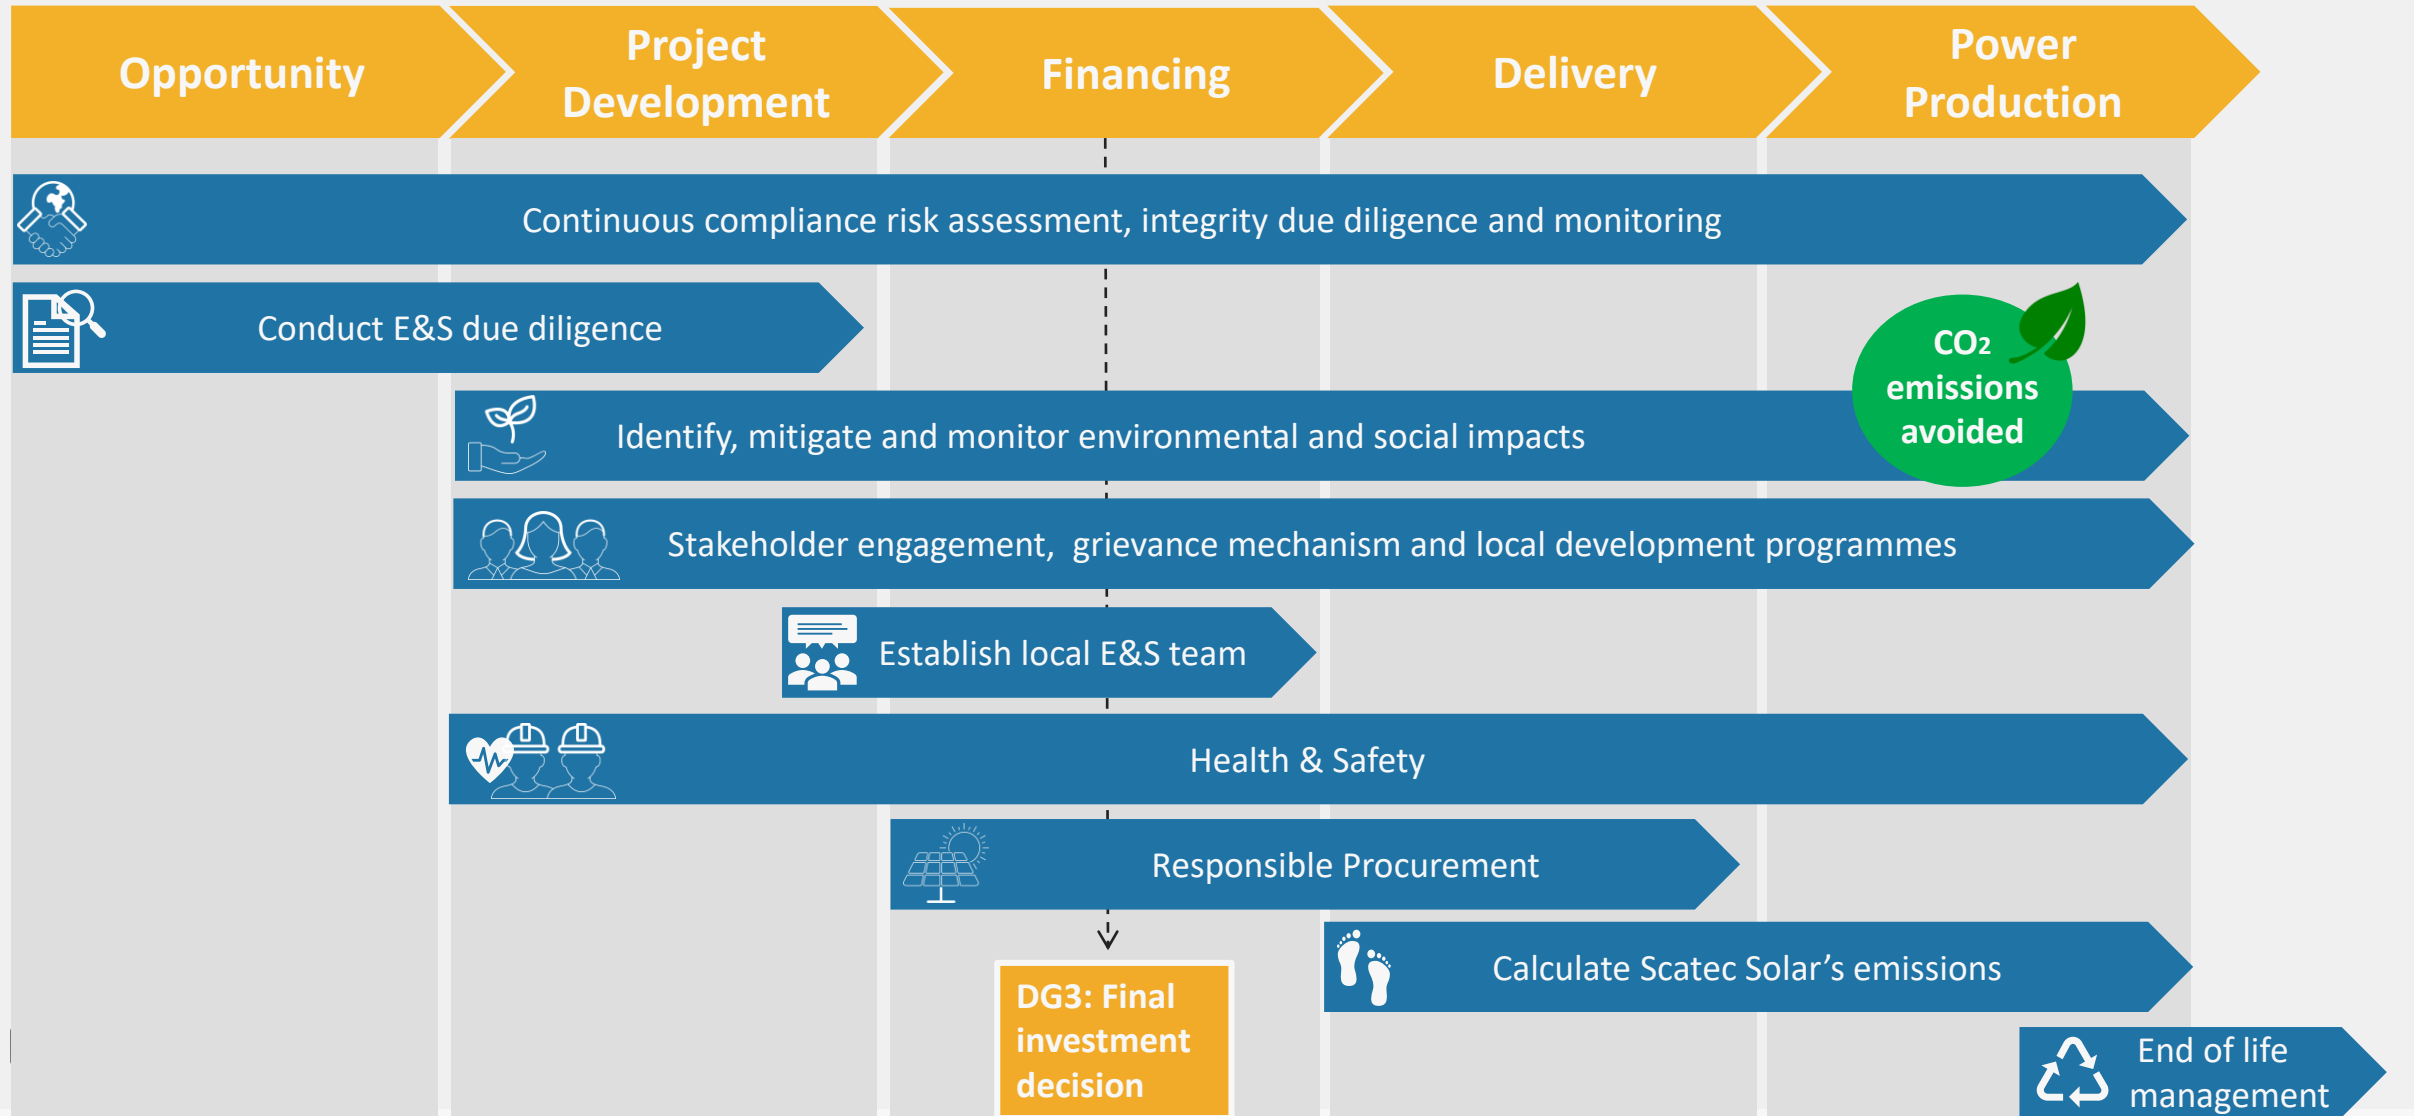 Opportunity
Project
Development
Financing
Delivery
Power
Production
Continuous compliance risk assessment, integrity due diligence and monitoring
Conduct E&S due diligence
CO₂
emissions
avoided
Identify, mitigate and monitor environmental and social impacts
Stakeholder engagement,  grievance mechanism and local development programmes
Establish local E&S team
Health & Safety
Responsible Procurement
Calculate Scatec Solar’s emissions
DG3: Final
investment
decision
End of life
management